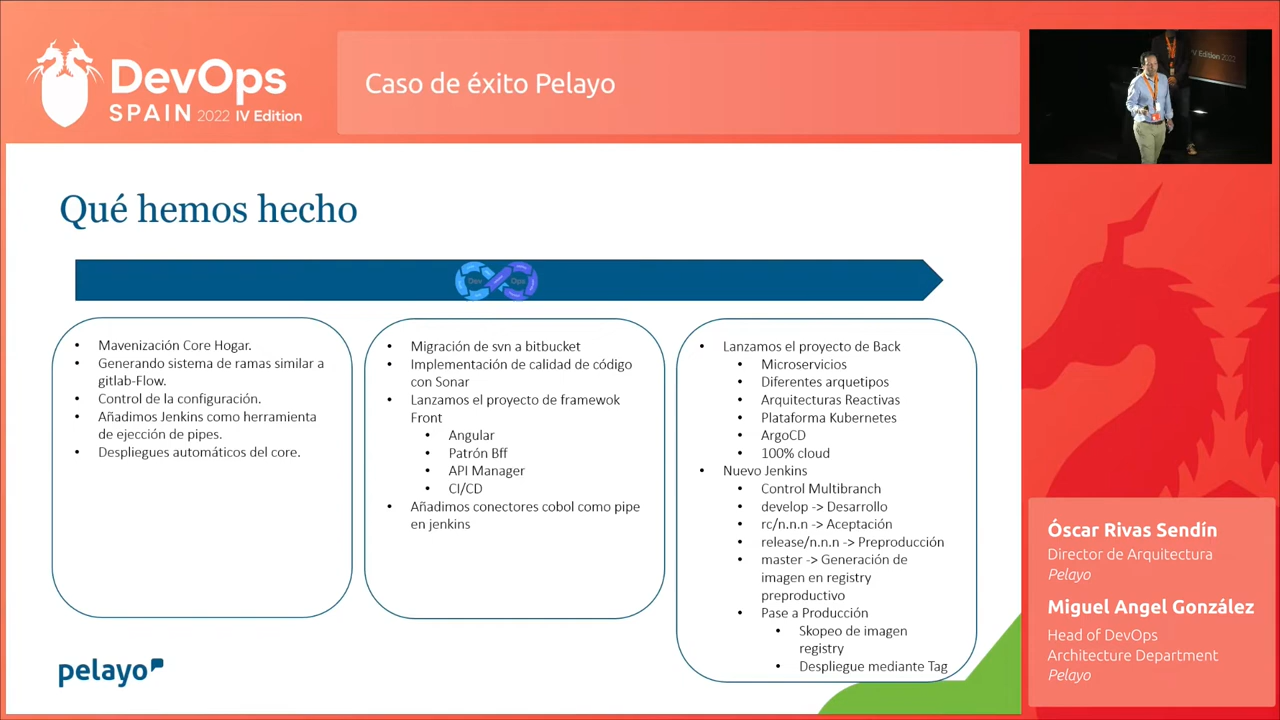 DevOps
SPAIN 2022 IV Edition
Caso de éxito Pelayo
IV Edition 2022
Qué hemos hecho
Dev Ops
• Mavenización Core Hogar.
• Generando sistema de ramas similar a
gitlab-Flow.
• Control de la configuración.
• Añadimos Jenkins como herramienta
de ejección de pipes.
• Despliegues automáticos del core.
• Migración de svn a bitbucket
• Implementación de calidad de código
con Sonar
• Lanzamos el proyecto de framewok
Front
• Angular
• Patrón Bff
• API Manager
• CI/CD
• Añadimos conectores cobol como pipe
en jenkins
• Lanzamos el proyecto de Back
• Microservicios
• Diferentes arquetipos
• Arquitecturas Reactivas
• Plataforma Kubernetes
• ArgoCD
• 100% cloud
• Nuevo Jenkins
• Control Multibranch
• develop -> Desarrollo
• rc/n.n.n -> Aceptación
• release/n.n.n -> Preproducción
• master -> Generación de
imagen en registry
preproductivo
• Pase a Producción
• Skopeo de imagen
registry
• Despliegue mediante Tag
pelayo
Óscar Rivas Sendín
Director de Arquitectura
Pelayo
Miguel Angel González
Head of DevOps
Architecture Department
Pelayo